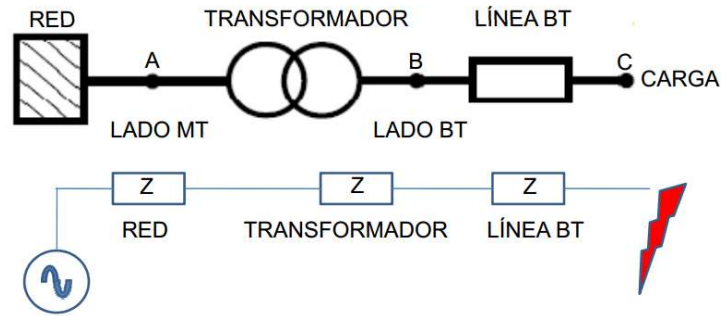 RED TRANSFORMADOR LÍNEA BT
A B C CARGA
LADO MT LADO BT
Z Z Z
RED TRANSFORMADOR LÍNEA BT